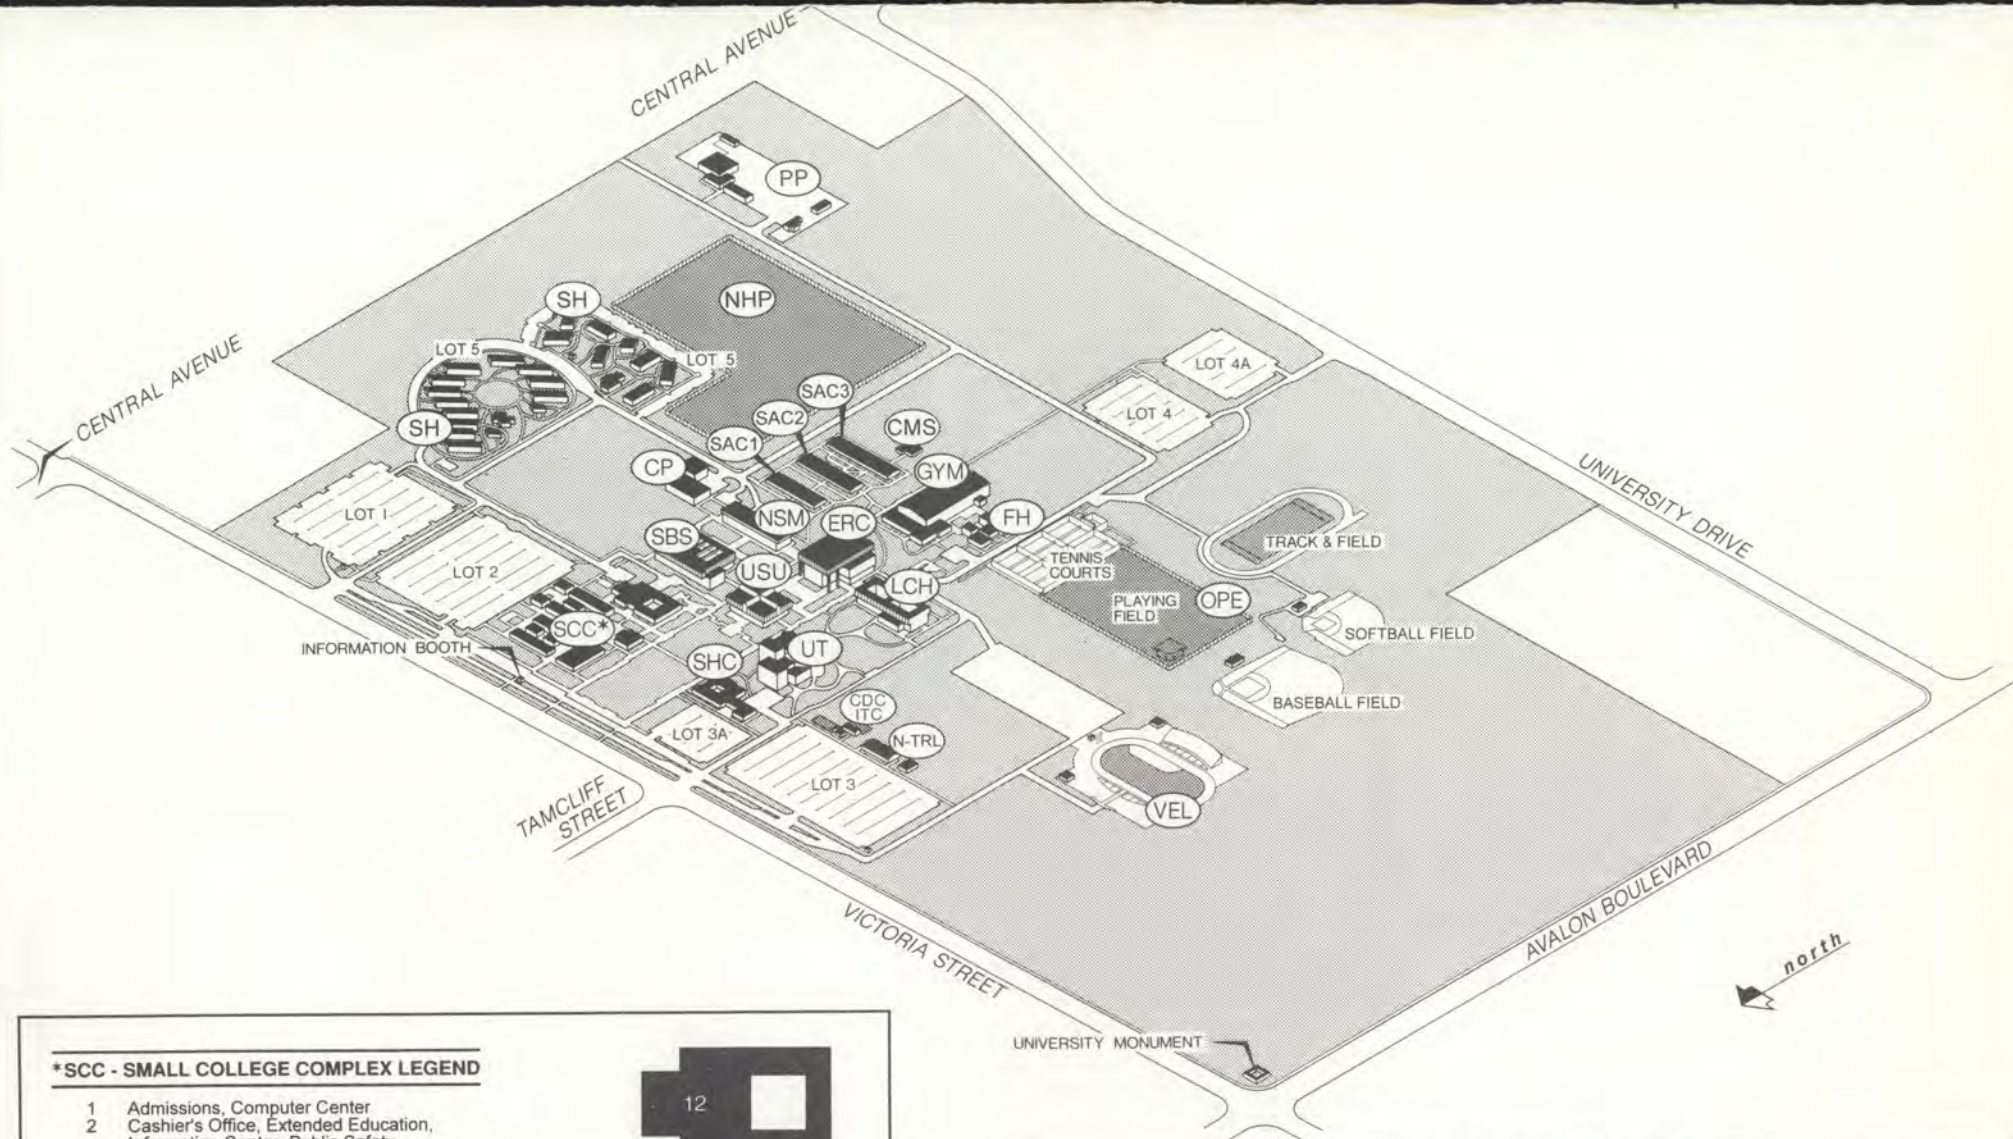 CENTRAL AVENUE
PP
SH
NHP
LOT 5
LOT 5
CENTRAL AVENUE
LOT 4A
SAC3
LOT 4
SAC2
SH
CMS
SAC1
CP
GYM
UNIVERSITY DRIVE
LOT 1
NSM
ERC
FH
SBS
TRACK & FIELD
TENNIS
COURTS
LOT 2
USU
LCH
PLAYING
FIELD
OPE
SCC*
SOFTBALL FIELD
INFORMATION BOOTH
UT
SHC
BASEBALL FIELD
CDC
ITC
LOT 3A
N-TRL
LOT 3
TAMCLIFF
STREET
VEL
AVALON BOULEVARD
VICTORIA STREET
north
UNIVERSITY MONUMENT
*SCC - SMALL COLLEGE COMPLEX LEGEND
1 Admissions, Computer Center
2 Cashier's Office, Extended Education,
Information Center, Public Safety
12